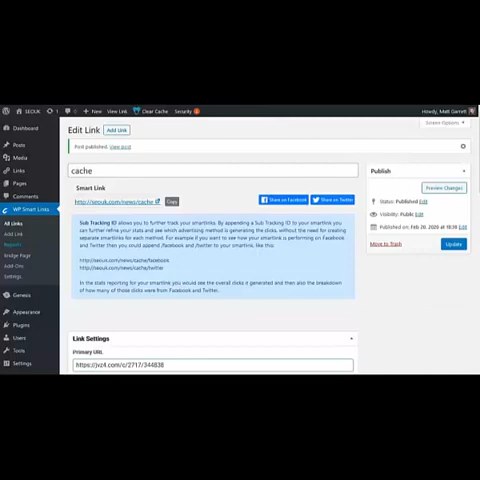 SEOUK 1 0 New View Link Clear Cache Security Howdy, Matt Garrett
Screen Options
Dashboard
Posts
Media
Links
Pages
Comments
WP Smart Links
All Links
Add Link
Reports
Bridge Page
Add-Ons
Settings
Genesis
Appearance
Plugins
Users
Tools
Settings
Edit Link Add Link
Post published. view post
cache
Smart Link
http://seouk.com/news/cache Copy
Share on Facebook Share on Twitter
Sub Tracking ID allows you to further track your smartlinks. By appending a Sub Tracking ID to your smartlink you
can further refine your stats and see which advertising method is generating the clicks, without the need for creating
separate smartlinks for each method. For example if you want to see how your smartlink is performing on Facebook
and Twitter then you could append /facebook and /twitter to your smartlink, like this:
http://seouk.com/news/cache/facebook
http://seouk.com/news/cache/twitter
In the stats reporting for your smartlink you would see the overall clicks it generated and then also the breakdown
of how many of those clicks were from Facebook and Twitter.
Link Settings
Primary URL
https://jvz4.com/c/2717/344838
Publish
Preview Changes
Status: Published Edit
Visibility: Public Edit
Published on: Feb 28, 2020 at
Edit
Move to Trash Update